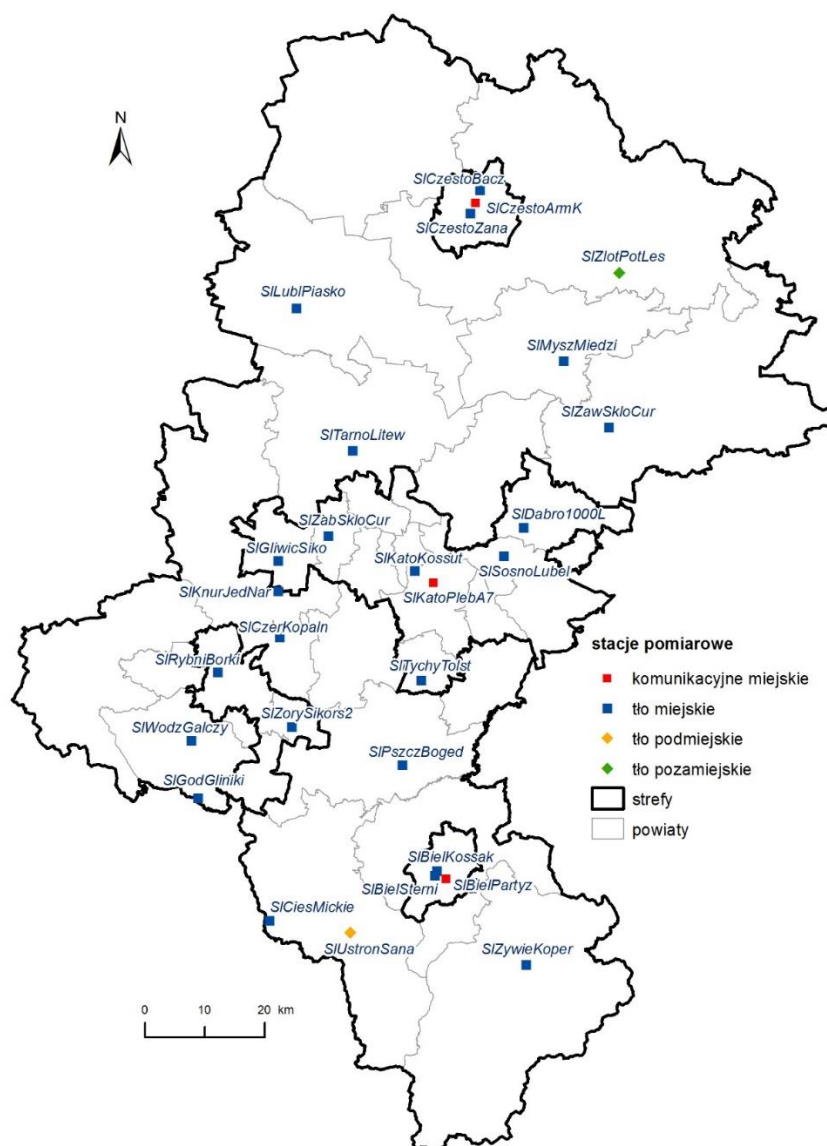 N
SlCzestoBacz
SlCzestoArmK
SlCzestoZana
SlZlotPotLes
SlLublPiasko
SlMyszMiedzi
SlZawSkloCur
SlTarnoLitew
SlDabro1000L
SlZabSkloCur
SlGliwicSiko
SlKatoKossut
SlSosnoLubel
SlKnurJedNar
SlKatoPlebA7
SlCzerKopaln
stacje pomiarowe
SlRybniBorki
SlTychyTolst
komunikacyjne miejskie
tło miejskie
SlZorySikors2
SlWodzGalczy
tło podmiejskie
SlPszczBoged
SlGodGliniki
tło pozamiejskie
strefy
powiaty
SlBielKossak
SlBielSterni
SlBielPartyz
SlCiesMickie
SlUstronSana
SlZywieKoper
0 10 20 km